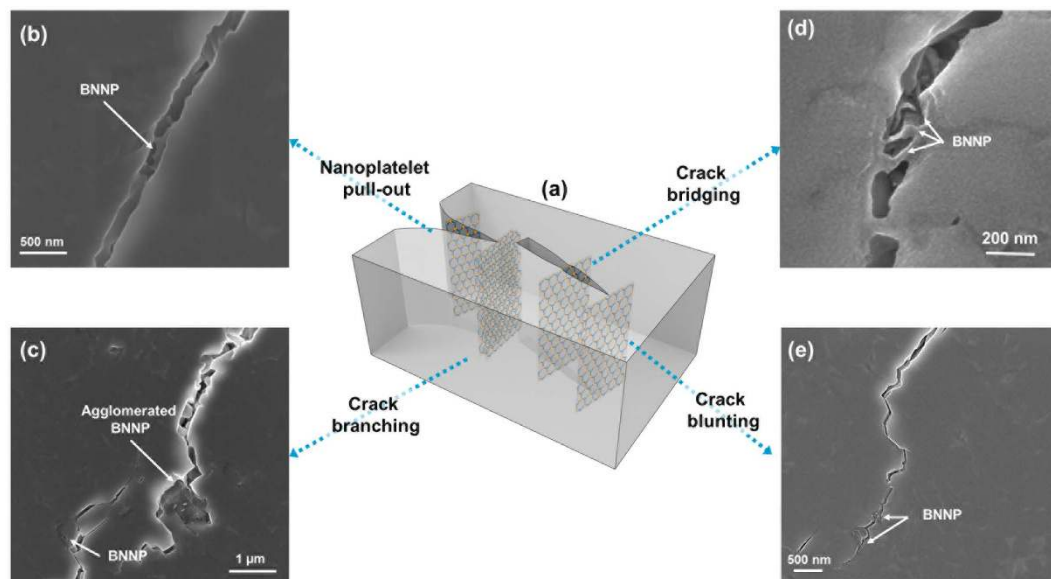 (b)
BNNP
500 nm
Nanoplatelet
pull-out
(a)
Crack
bridging
(d)
BNNP
200 nm
(c)
Agglomerated
BNNP
BNNP
1 μm
Crack
branching
Crack
blunting
(e)
BNNP
500 nm